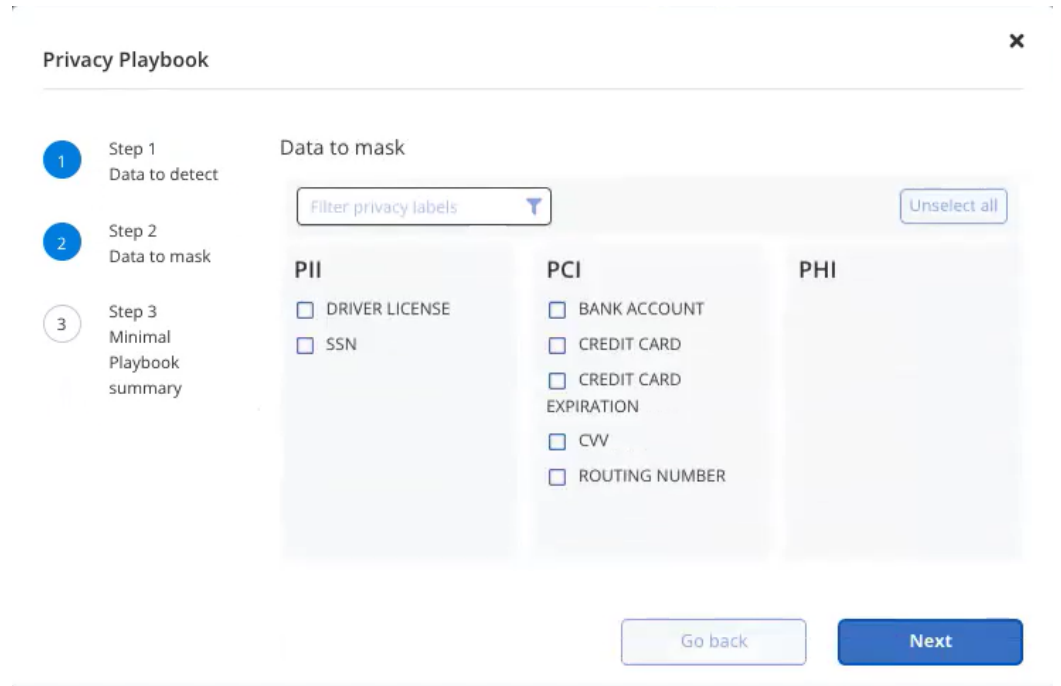 Privacy Playbook
1
Step 1
Data to detect
2
Step 2
Data to mask
3
Step 3
Minimal
Playbook
summary
Data to mask
Filter privacy labels
Unselect all
PII
DRIVER LICENSE
SSN
PCI
BANK ACCOUNT
CREDIT CARD
CREDIT CARD
EXPIRATION
CVV
ROUTING NUMBER
PHI
Go back
Next